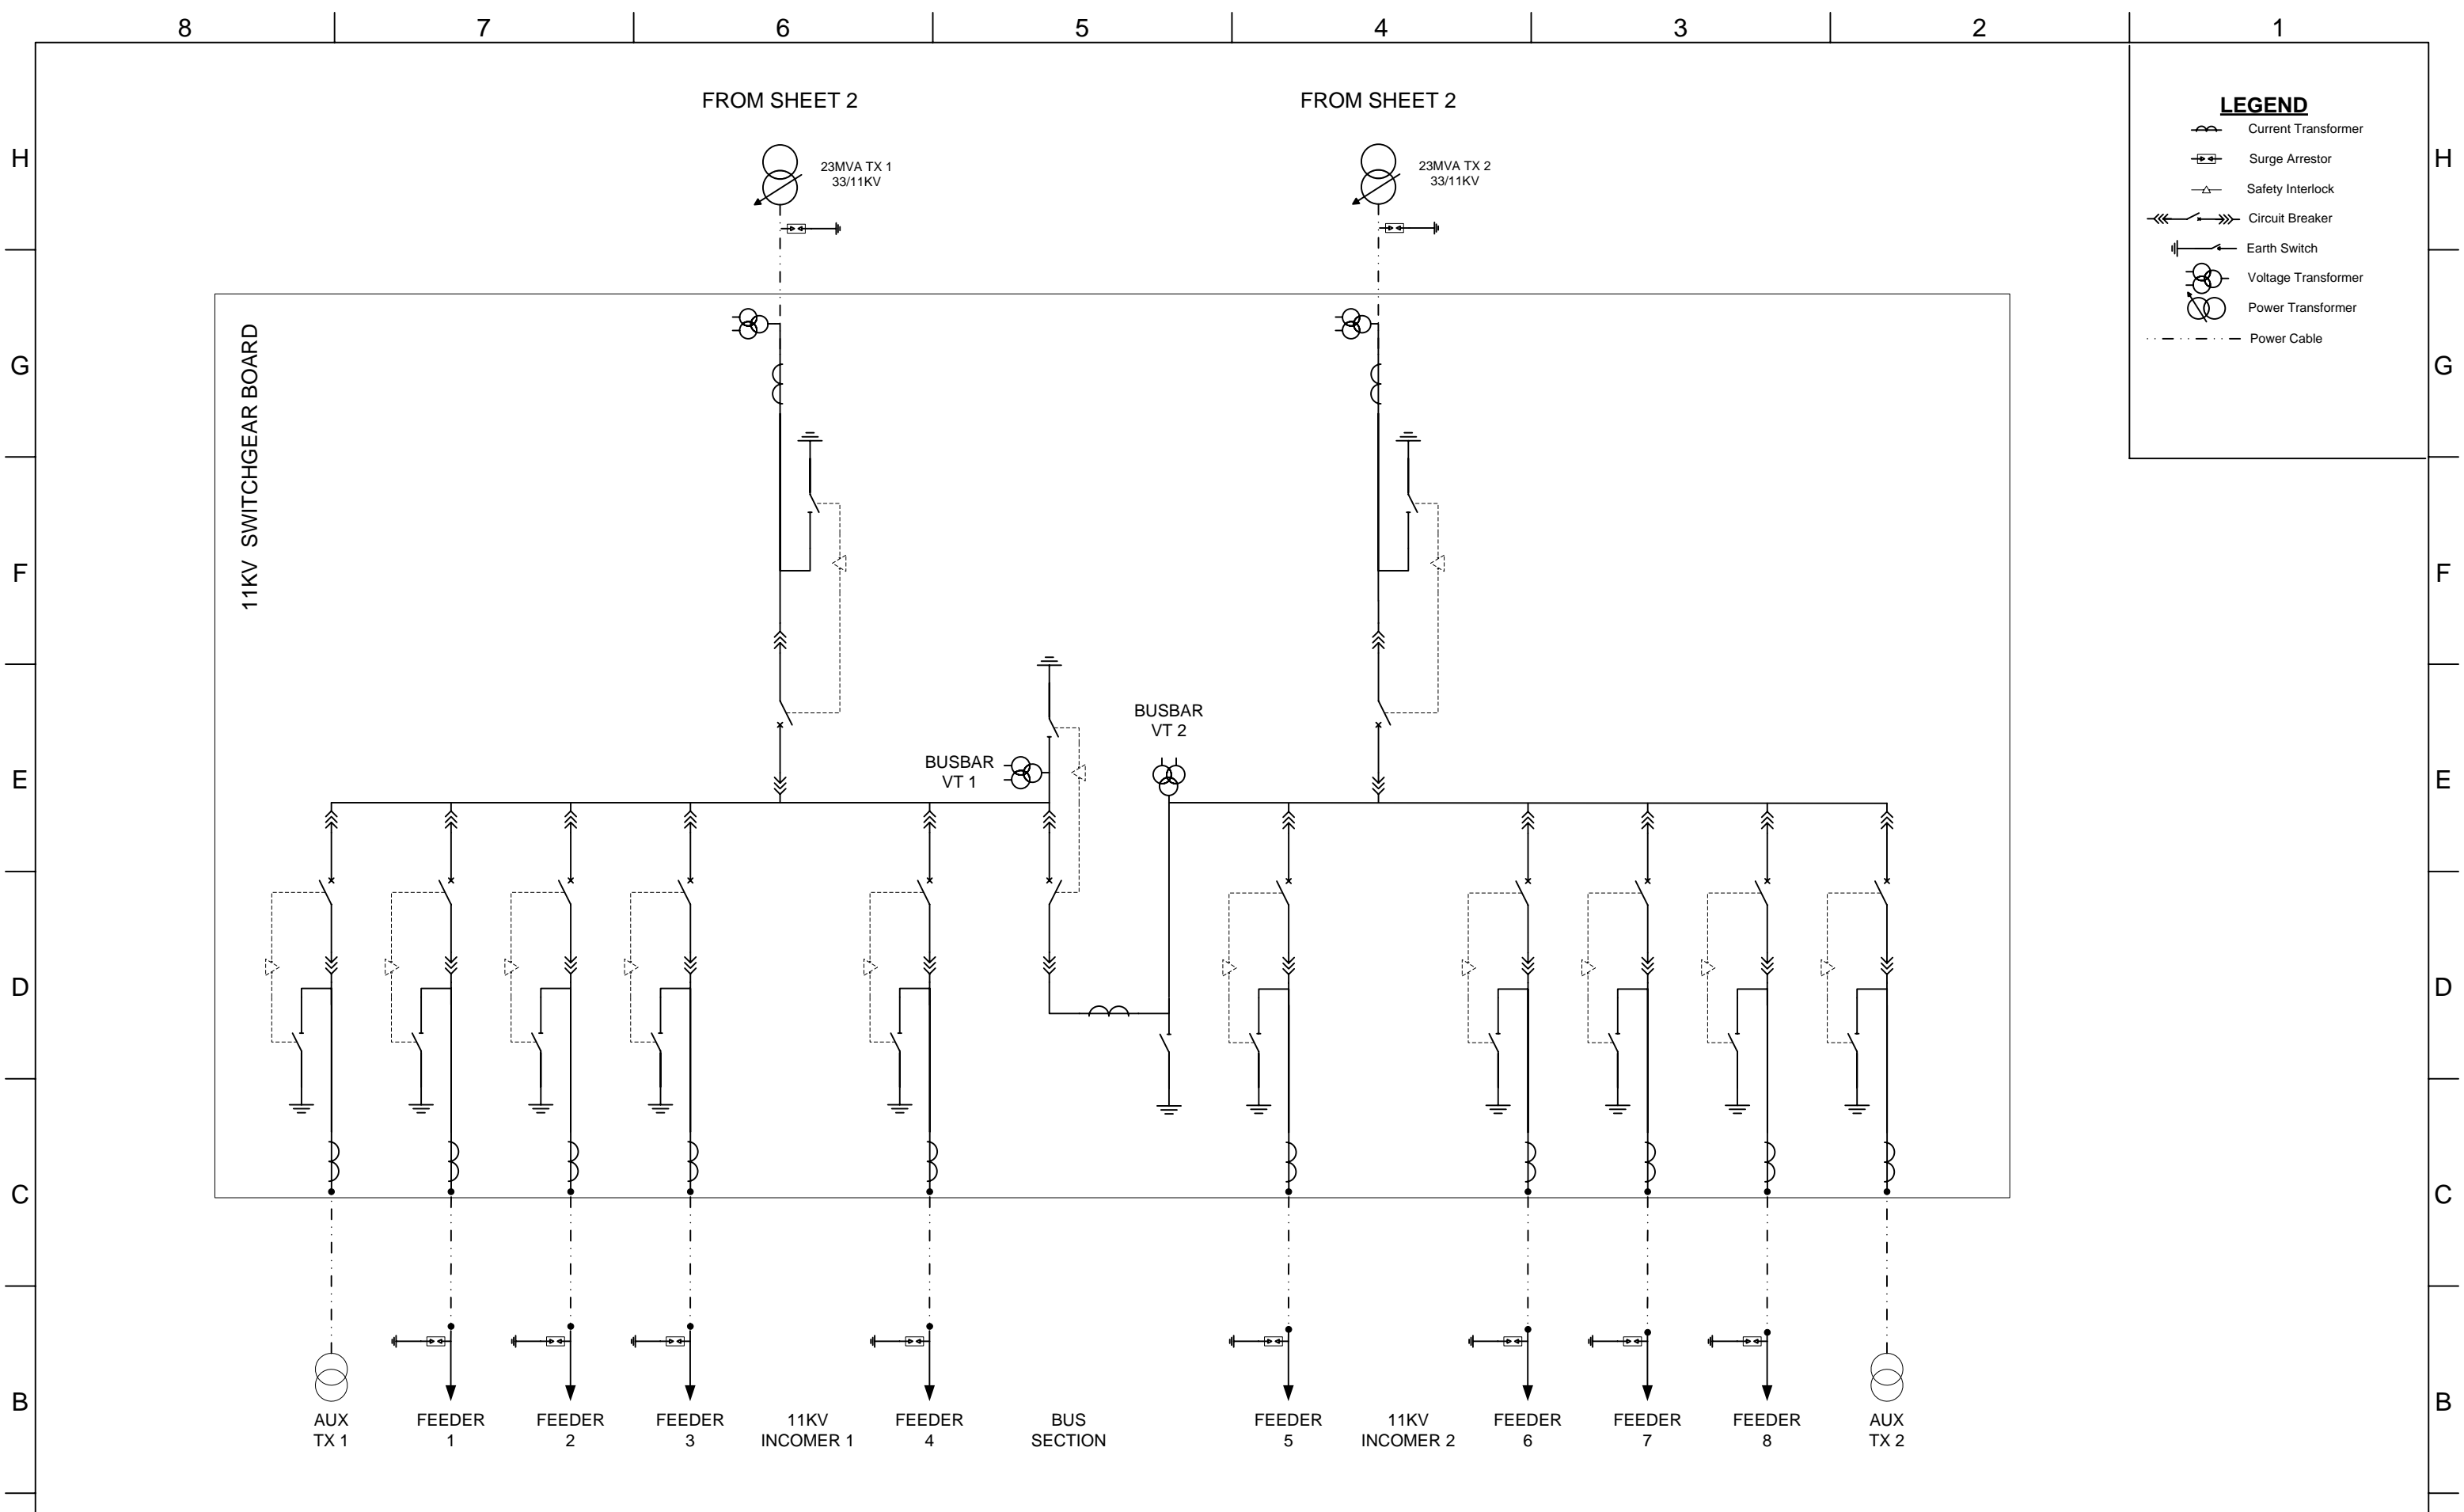 8 7 6 5 4 3 2 1
FROM SHEET 2
FROM SHEET 2
LEGEND
Current Transformer
Surge Arrestor
Safety Interlock
Circuit Breaker
Earth Switch
Voltage Transformer
Power Transformer
Power Cable
H
H
23MVA TX 1
33/11KV
23MVA TX 2
33/11KV
G
G
11KV SWITCHGEAR BOARD
F
F
BUSBAR
VT 1
BUSBAR
VT 2
E
E
D
D
C
C
B
B
AUX
TX 1
FEEDER
1
FEEDER
2
FEEDER
3
11KV
INCOMER 1
FEEDER
4
BUS
SECTION
FEEDER
5
11KV
INCOMER 2
FEEDER
6
FEEDER
7
FEEDER
8
AUX
TX 2